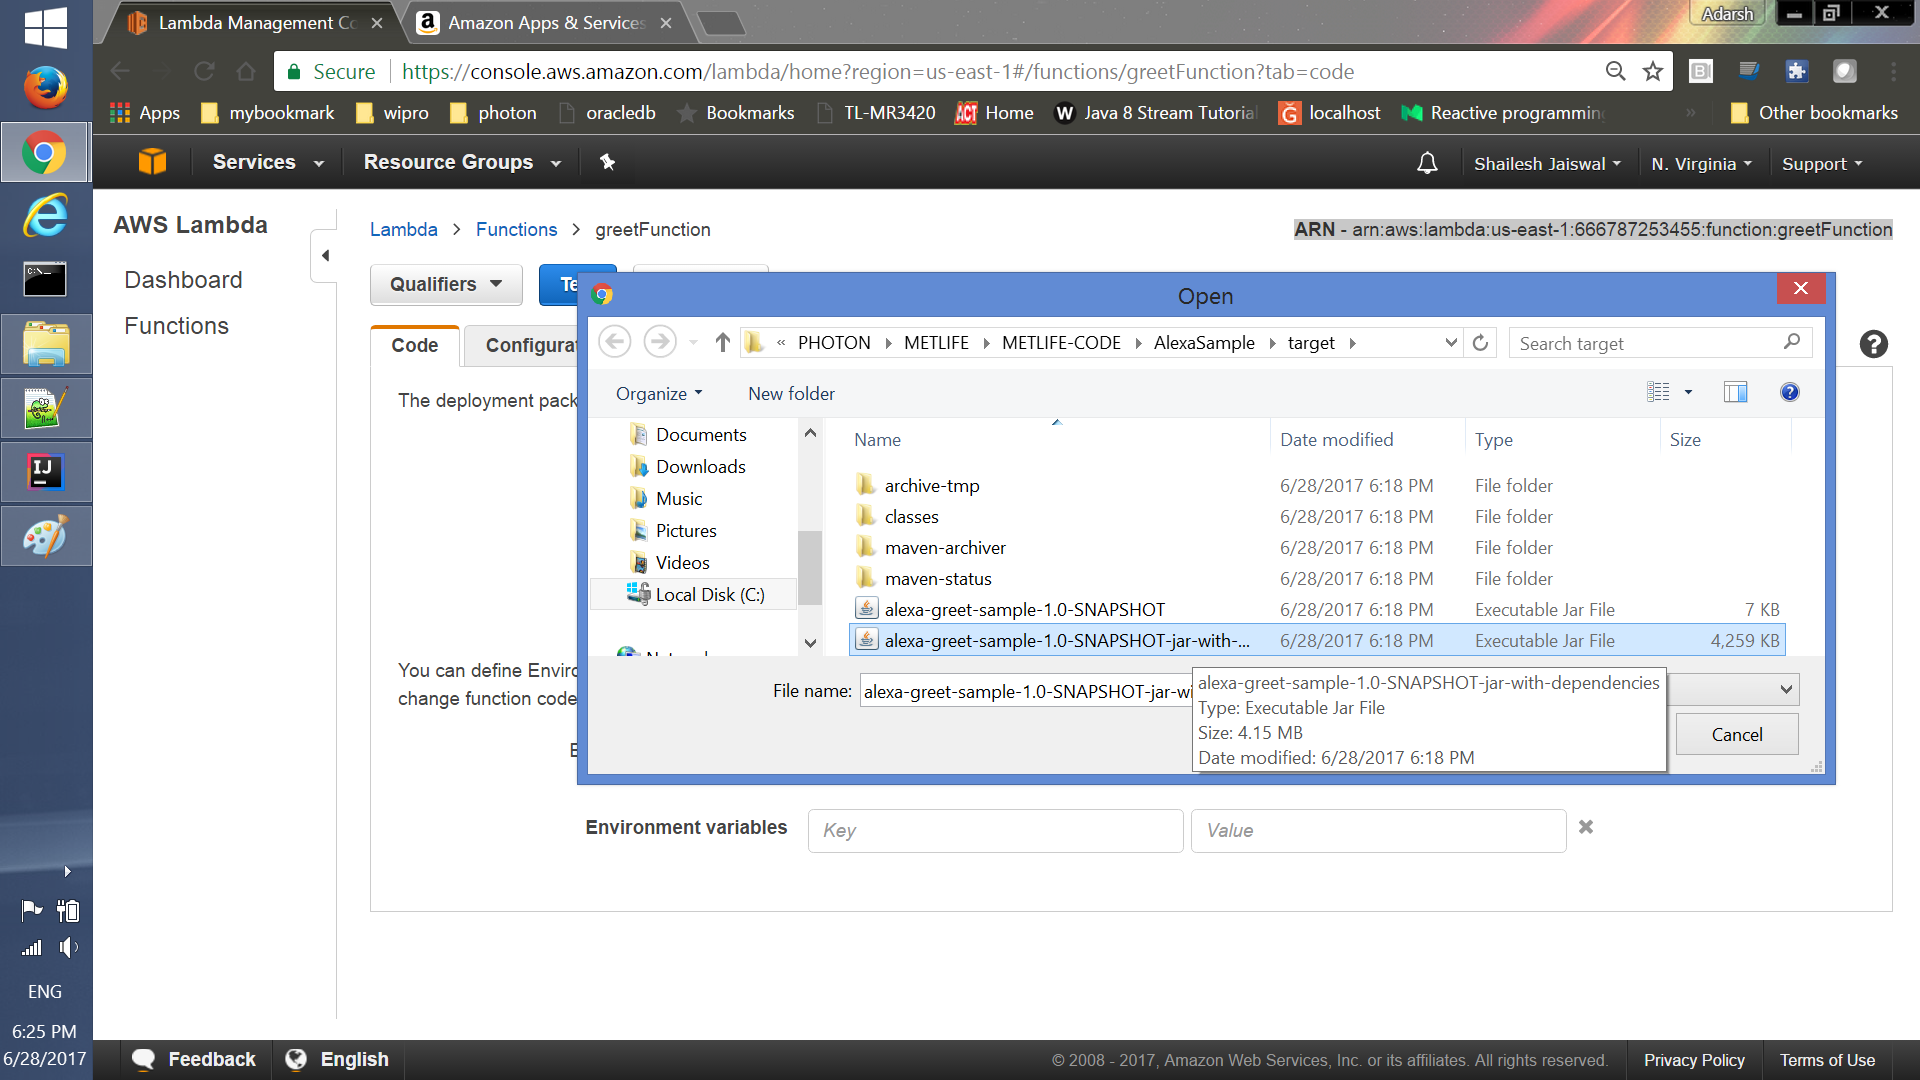 Lambda Management Co
Amazon Apps & Services
Adarsh
Secure
https://console.aws.amazon.com/lambda/home?region=us-east-1#/functions/greetFunction?tab=code
Apps
mybookmark
wipro
photon
oracledb
Bookmarks
TL-MR3420
ACT Home
W Java 8 Stream Tutorial
localhost
Reactive programming
»
Other bookmarks
Services
Resource Groups
Shailesh Jaiswal
N. Virginia
Support
AWS Lambda
Dashboard
Functions
Lambda > Functions > greetFunction
ARN - arn:aws:lambda:us-east-1:666787253455:function:greetFunction
Qualifiers
Te
Code
Configurat
The deployment pack
You can define Enviro
change function code
E
Open
« PHOTON METLIFE METLIFE-CODE AlexaSample target
Search target
Organize
New folder
Documents
Downloads
Music
Pictures
Videos
Local Disk (C:)
Name Date modified Type Size
archive-tmp 6/28/2017 6:18 PM File folder
classes 6/28/2017 6:18 PM File folder
maven-archiver 6/28/2017 6:18 PM File folder
maven-status 6/28/2017 6:18 PM File folder
alexa-greet-sample-1.0-SNAPSHOT 6/28/2017 6:18 PM Executable Jar File 7 KB
alexa-greet-sample-1.0-SNAPSHOT-jar-with-... 6/28/2017 6:18 PM Executable Jar File 4,259 KB
File name: alexa-greet-sample-1.0-SNAPSHOT-jar-wi
alexa-greet-sample-1.0-SNAPSHOT-jar-with-dependencies
Type: Executable Jar File
Size: 4.15 MB
Date modified: 6/28/2017 6:18 PM
Cancel
Environment variables
Key
Value
ENG
6:25 PM
6/28/2017
Feedback
English
© 2008 - 2017, Amazon Web Services, Inc. or its affiliates. All rights reserved.
Privacy Policy
Terms of Use